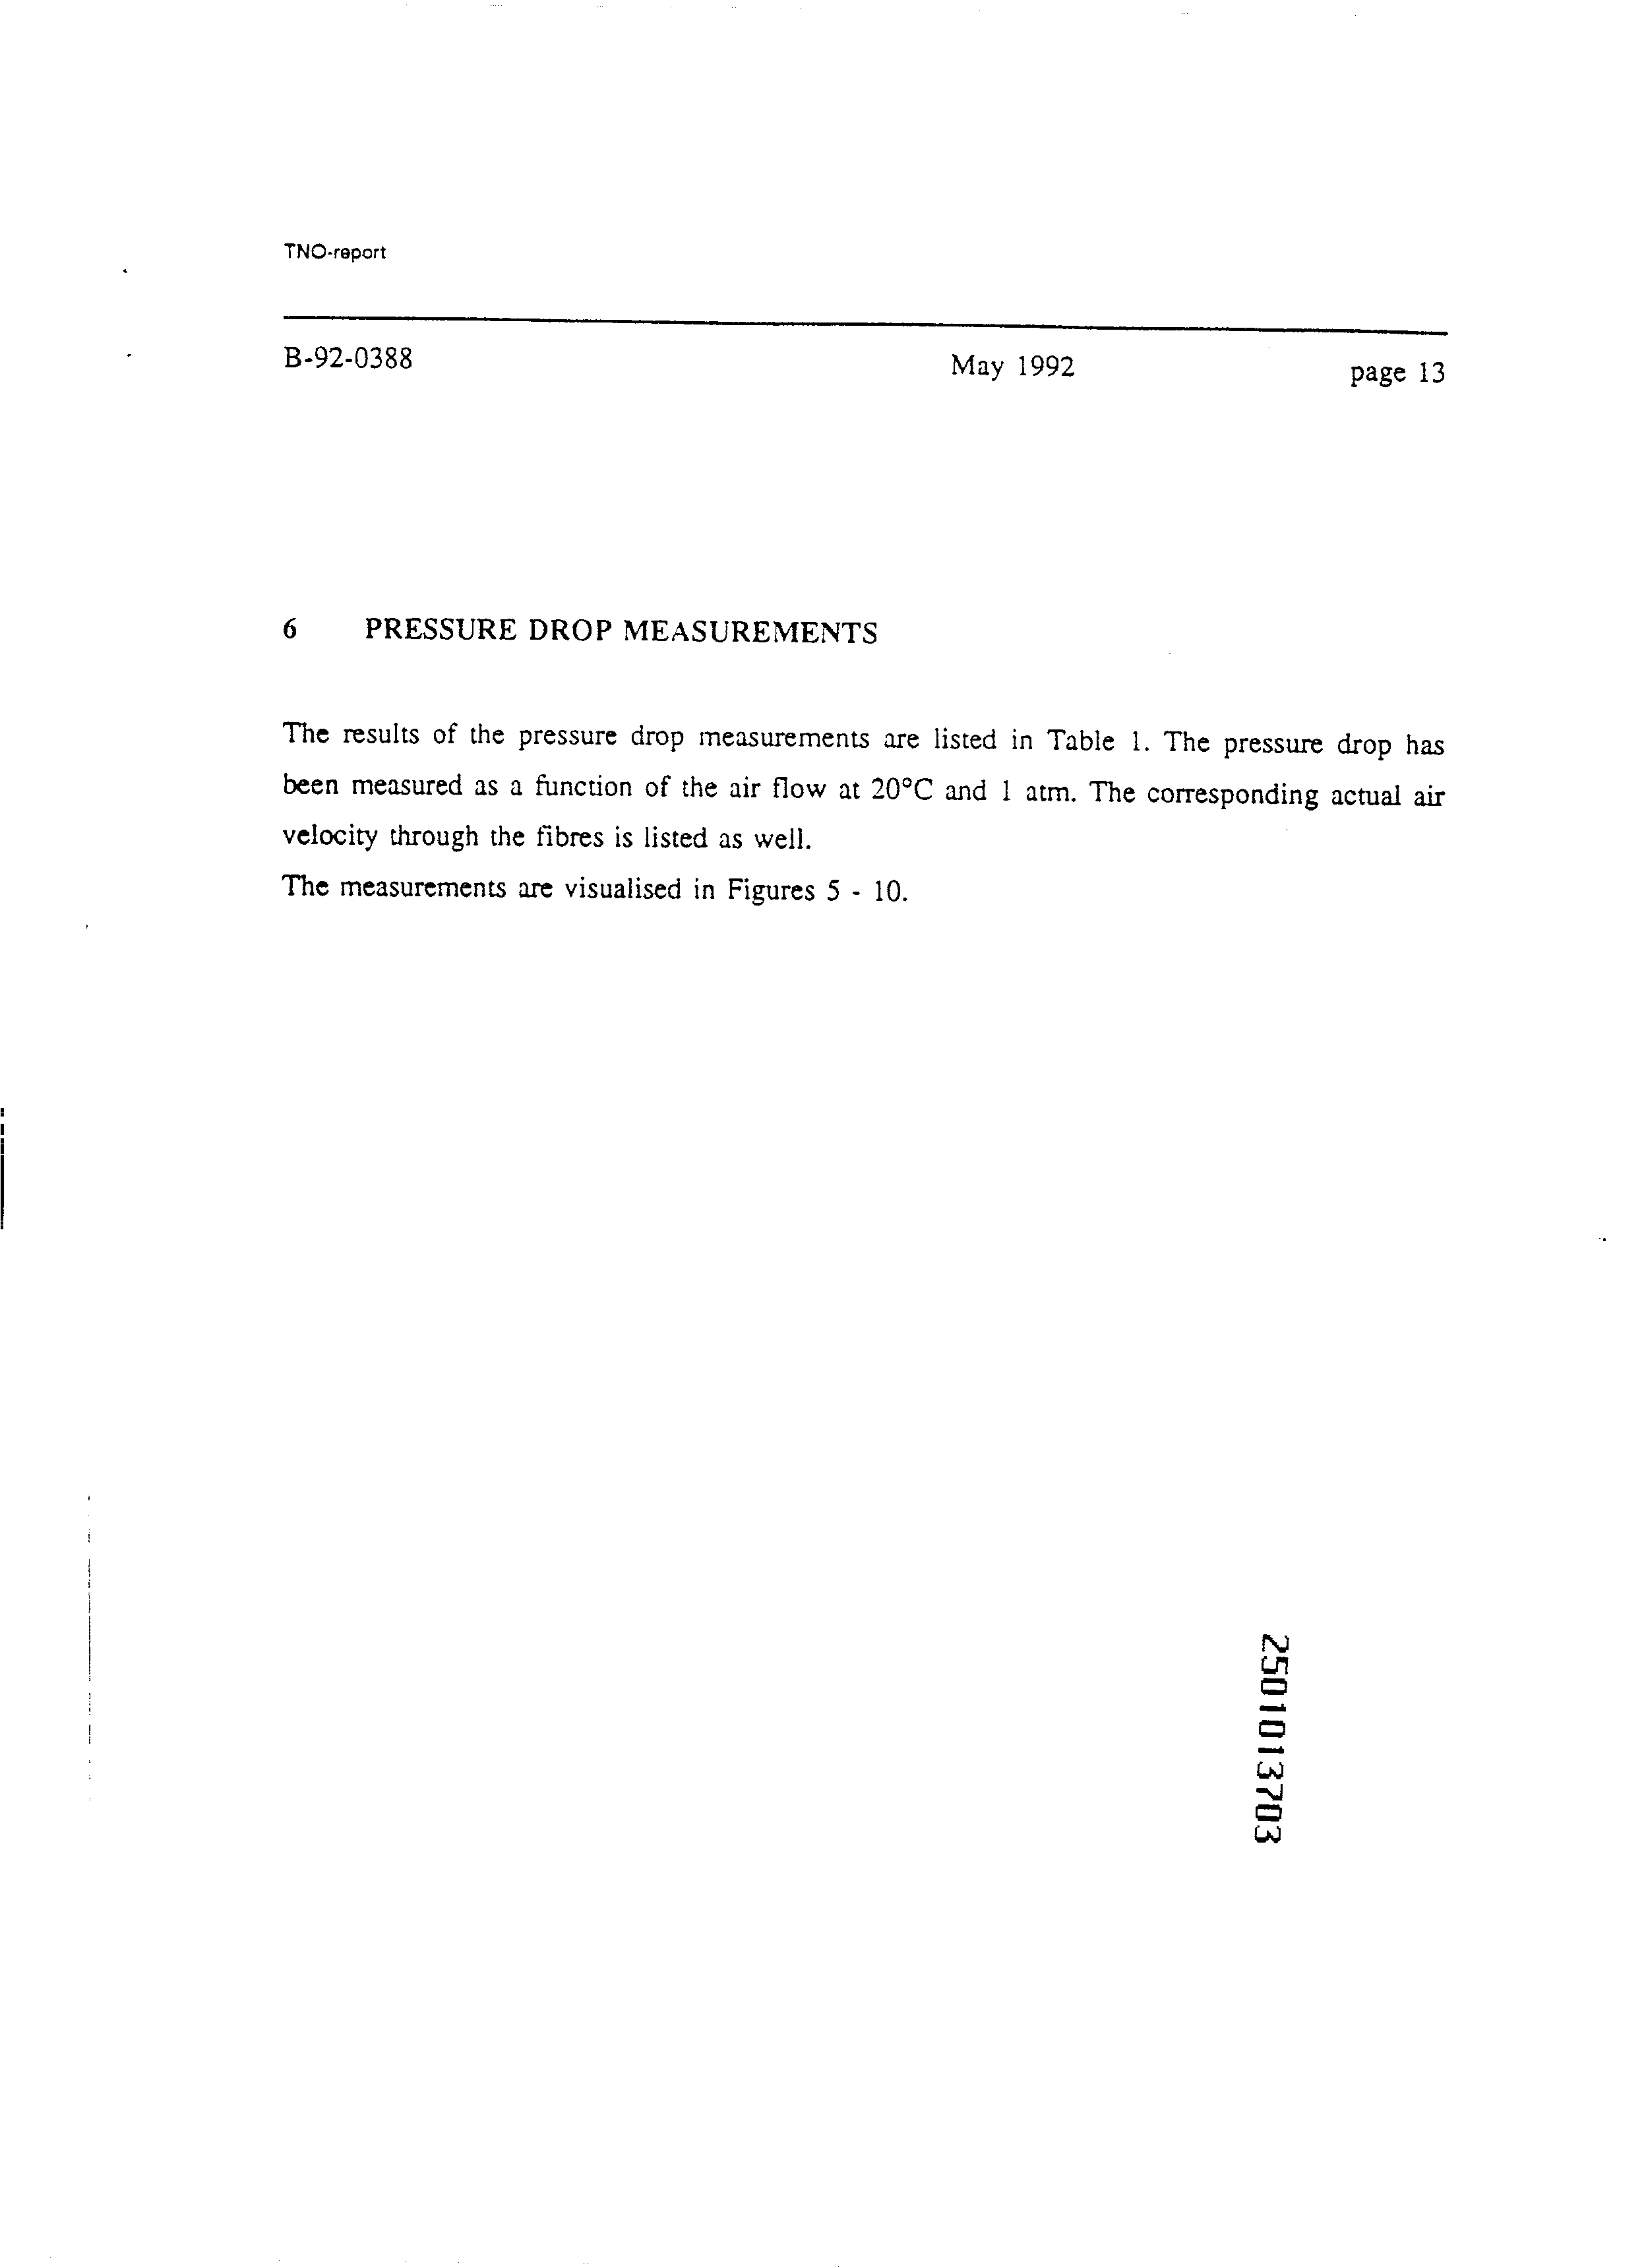 TNO-report
B-92-0388 May 1992 page 13
6 PRESSURE DROP MEASUREMENTS
The results of the pressure drop measurements are listed in Table 1. The pressure drop has
been measured as a function of the air flow at 20°C and 1 atm. The corresponding actual air
velocity through the fibres is listed as well.
The measurements are visualised in Figures 5 - 10.
2501013703